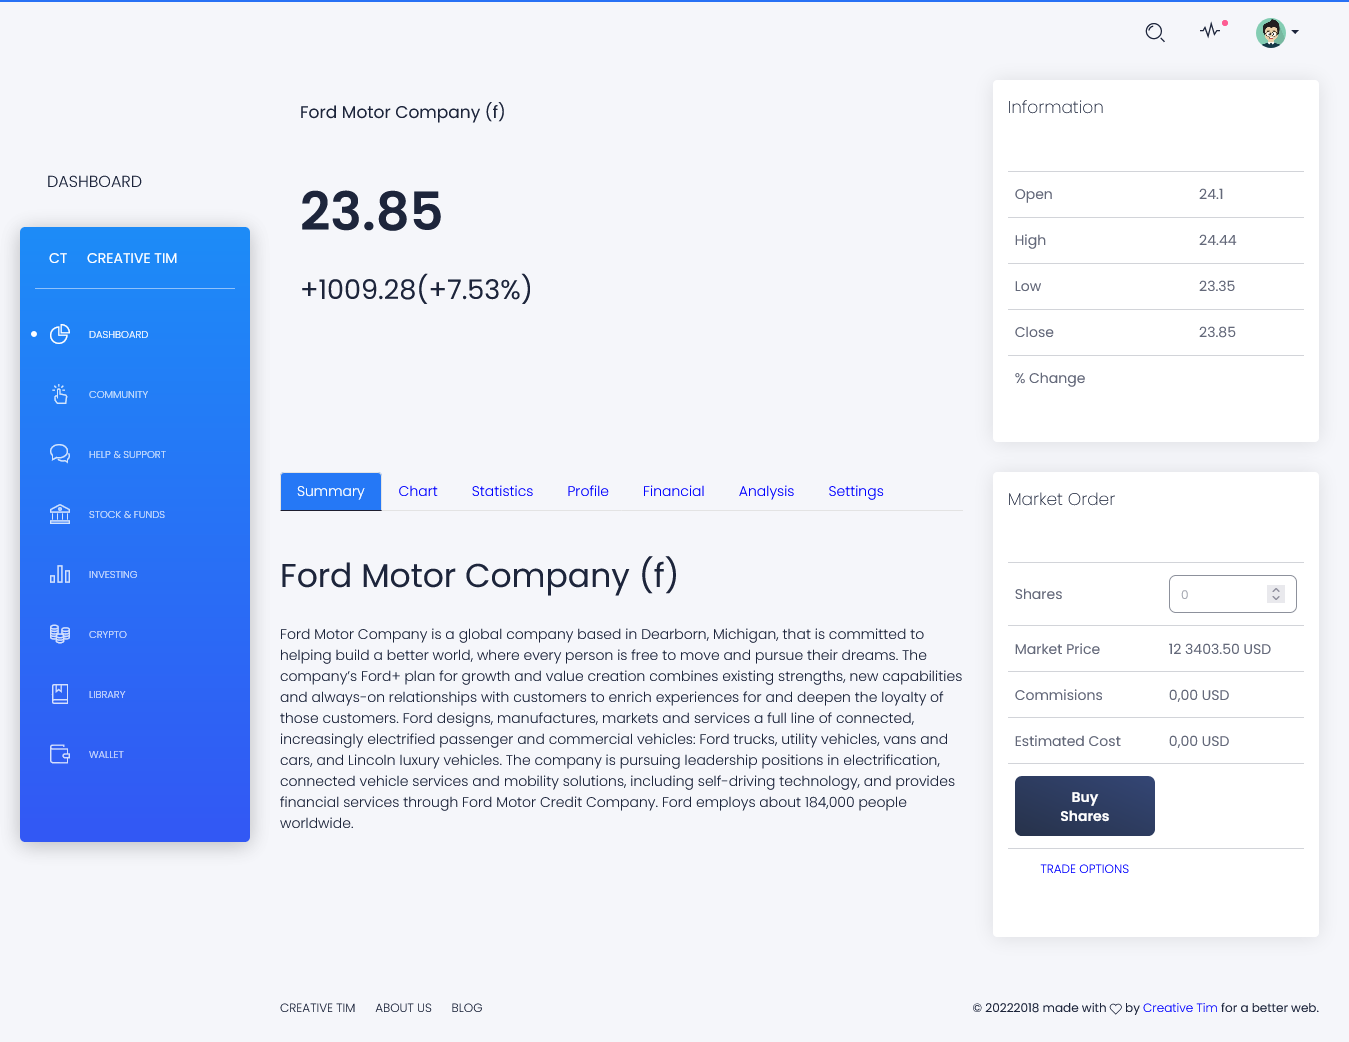 DASHBOARD
CT CREATIVE TIM
DASHBOARD
COMMUNITY
HELP & SUPPORT
STOCK & FUNDS
INVESTING
CRYPTO
LIBRARY
WALLET
Ford Motor Company (f)
23.85
+1009.28(+7.53%)
Information
Open 24.1
High 24.44
Low 23.35
Close 23.85
% Change
Summary Chart Statistics Profile Financial Analysis Settings
Ford Motor Company (f)
Ford Motor Company is a global company based in Dearborn, Michigan, that is committed to
helping build a better world, where every person is free to move and pursue their dreams. The
company’s Ford+ plan for growth and value creation combines existing strengths, new capabilities
and always-on relationships with customers to enrich experiences for and deepen the loyalty of
those customers. Ford designs, manufactures, markets and services a full line of connected,
increasingly electrified passenger and commercial vehicles: Ford trucks, utility vehicles, vans and
cars, and Lincoln luxury vehicles. The company is pursuing leadership positions in electrification,
connected vehicle services and mobility solutions, including self-driving technology, and provides
financial services through Ford Motor Credit Company. Ford employs about 184,000 people
worldwide.
Market Order
Shares 0
Market Price 12 3403.50 USD
Commisions 0,00 USD
Estimated Cost 0,00 USD
Buy
Shares
TRADE OPTIONS
CREATIVE TIM ABOUT US BLOG
© 20222018 made with ♡ by Creative Tim for a better web.